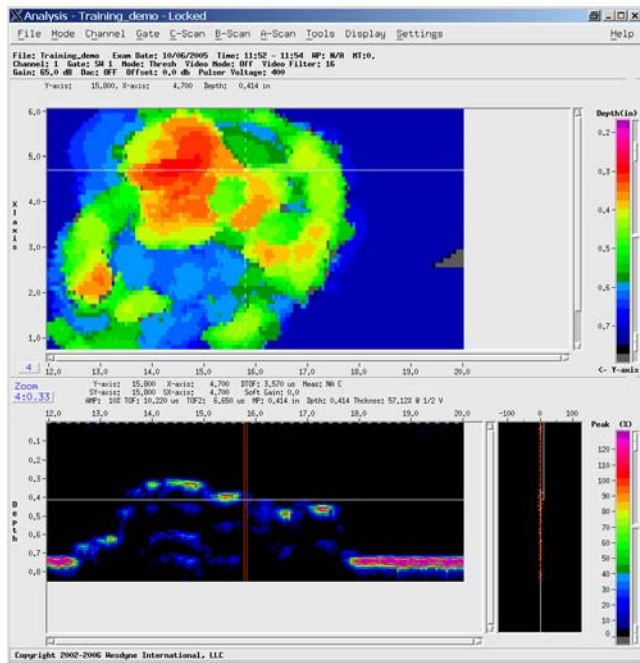 Analysis - Training_demo - Locked
File Mode Channel Gate C-Scan B-Scan A-Scan Tools Display Settings Help
File: Training_demo Exam Date: 10/06/2005 Time: 11:52 - 11:54 WP: N/A MT:0.
Channel: 1 Gate: SW 1 Mode: Thresh Video Mode: Off Video Filter: 16
Gain: 65.0 dB Dac: OFF Offset: 0.0 db Pulser Voltage: 400
Y-axis: 15.800, X-axis: 4.700 Depth: 0.414 in
Depth(in)
6.0
5.0
4.0
3.0
2.0
1.0
X axis
0.2
0.3
0.4
0.5
0.6
0.7
4
12.0 13.0 14.0 15.0 16.0 17.0 18.0 19.0 20.0
<- Y-axis
Zoom
4:0.33
Y-axis: 15.800 X-axis: 4.700 DTOF: 3.570 us Meas: NA C
SY-axis: 15.800 SX-axis: 4.700 Soft Gain: 0.0
AMP: 10% TOF: 10.220 us TOF2: 6.650 us MP: 0.414 in Dpth: 0.414 Thcknes: 57.12% @ 1/2 V
12.0 13.0 14.0 15.0 16.0 17.0 18.0 19.0 20.0
-100 0 100
Peak (%)
0.1
0.2
0.3
0.4
0.5
0.6
0.7
0.8
Depth
120
110
100
90
80
70
60
50
40
30
20
10
0
Copyright 2002-2006 Wesdyne International, LLC